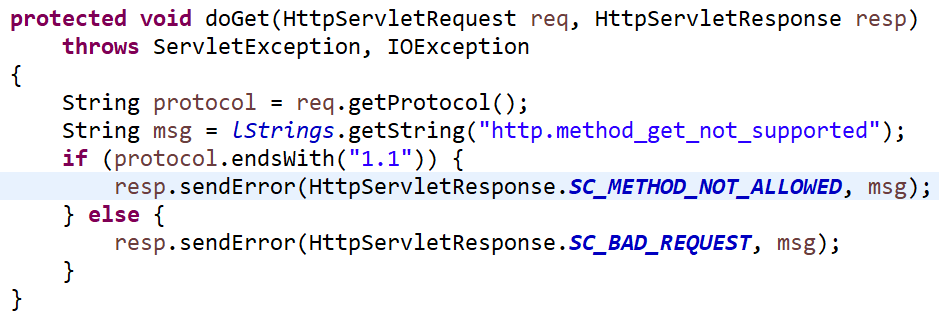 protected void doGet(HttpServletRequest req, HttpServletResponse resp)
    throws ServletException, IOException
{
    String protocol = req.getProtocol();
    String msg = lStrings.getString("http.method_get_not_supported");
    if (protocol.endsWith("1.1")) {
        resp.sendError(HttpServletResponse.SC_METHOD_NOT_ALLOWED, msg);
    } else {
        resp.sendError(HttpServletResponse.SC_BAD_REQUEST, msg);
    }
}